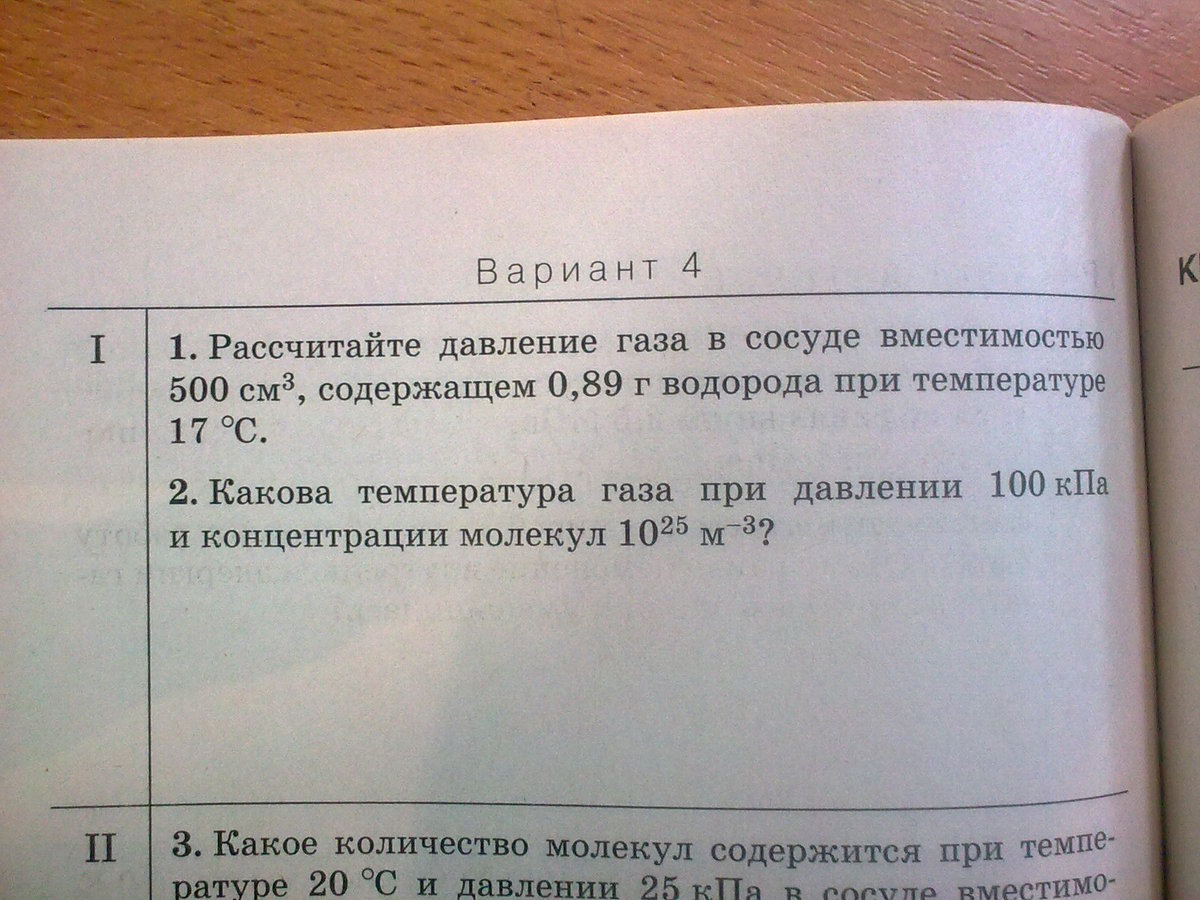 Вариант 4
I
1. Рассчитайте давление газа в сосуде вместимостью
500 см³, содержащем 0,89 г водорода при температуре
17 °С.
2. Какова температура газа при давлении 100 кПа
и концентрации молекул 10²⁵ м⁻³?
II
3. Какое количество молекул содержится при темпе-
ратуре 20 °С и давлении 25 кПа в сосуде вместимо-